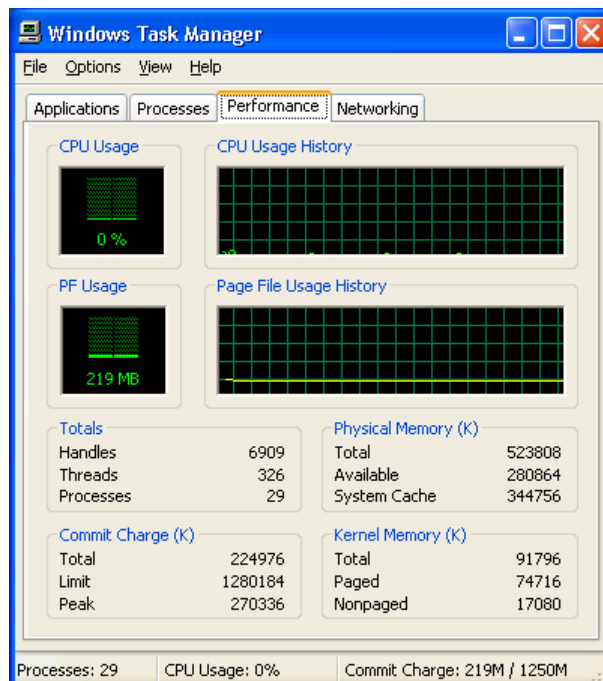 Windows Task Manager
File Options View Help
Applications Processes Performance Networking
CPU Usage CPU Usage History
0 %
PF Usage Page File Usage History
219 MB
Totals Physical Memory (K)
Handles 6909 Total 523808
Threads 326 Available 280864
Processes 29 System Cache 344756
Commit Charge (K) Kernel Memory (K)
Total 224976 Total 91796
Limit 1280184 Paged 74716
Peak 270336 Nonpaged 17080
Processes: 29 CPU Usage: 0% Commit Charge: 219M / 1250M